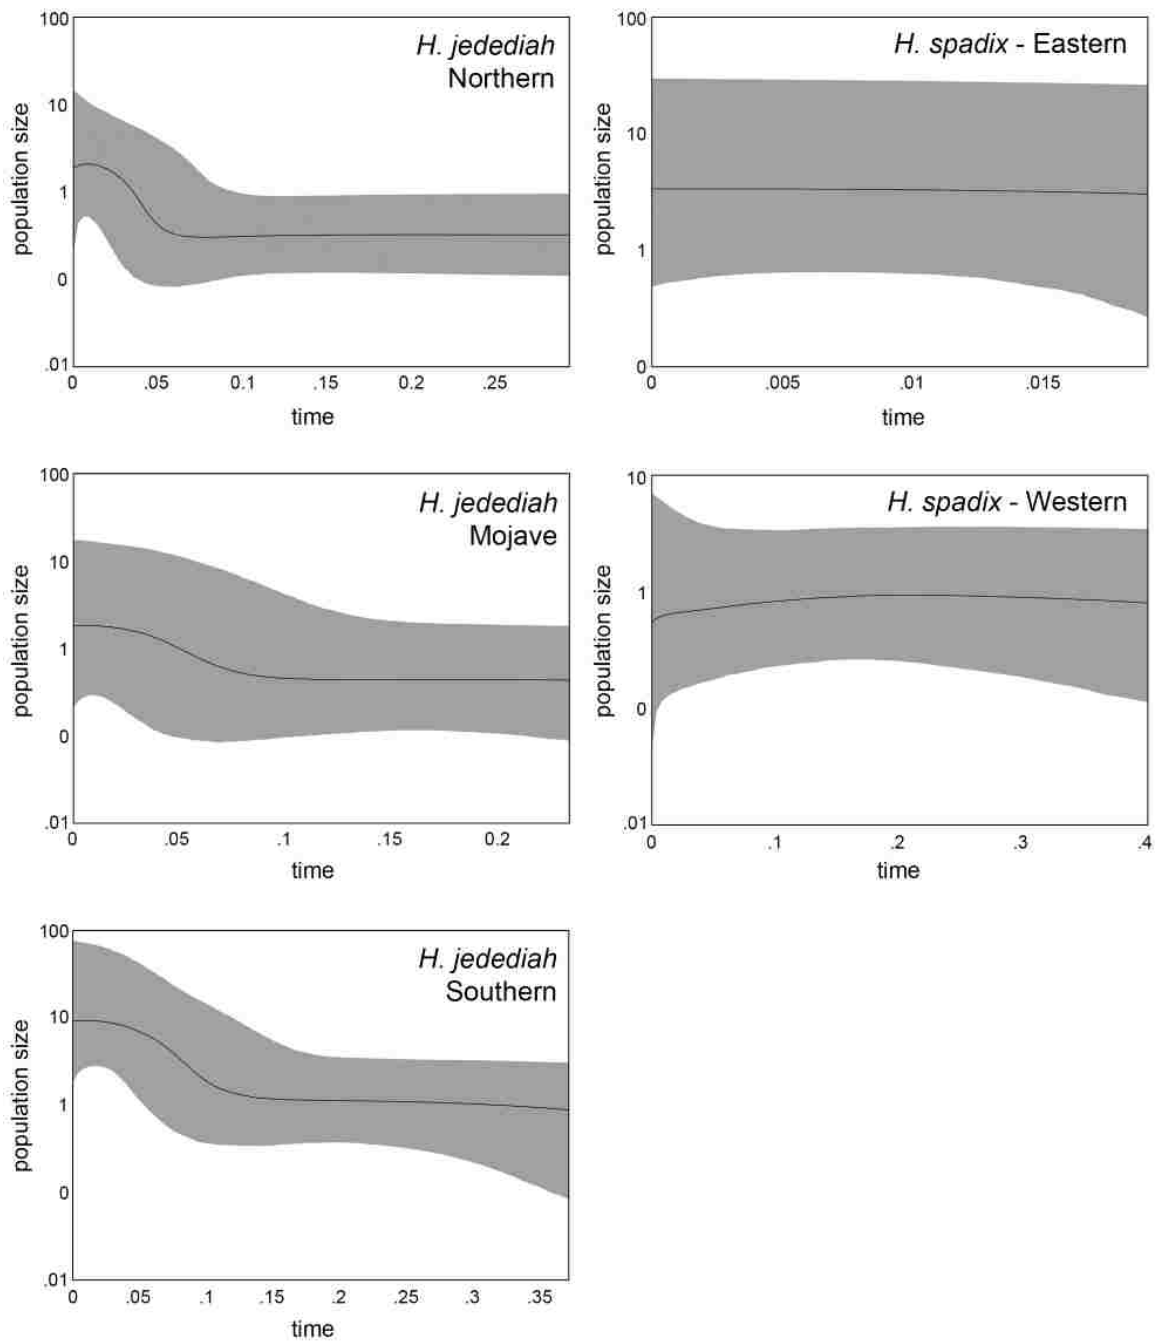 H. jedediah
Northern
population size
100
10
1
0
.01
0
.05
0.1
.15
0.2
.25
time
H. spadix - Eastern
population size
100
10
1
0
0
.005
.01
.015
time
H. jedediah
Mojave
population size
100
10
1
0
.01
0
.05
.1
.15
0.2
time
H. spadix - Western
population size
10
1
0
.01
0
.1
.2
.3
.4
time
H. jedediah
Southern
population size
100
10
1
0
.01
0
.05
.1
.15
.2
.25
.3
.35
time